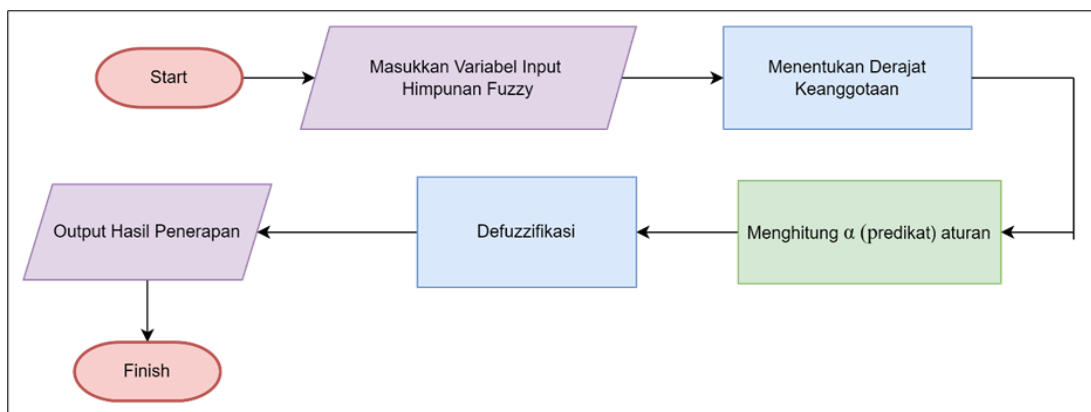 Start
Masukkan Variabel Input
Himpunan Fuzzy
Menentukan Derajat
Keanggotaan
Menghitung α (predikat) aturan
Defuzzifikasi
Output Hasil Penerapan
Finish